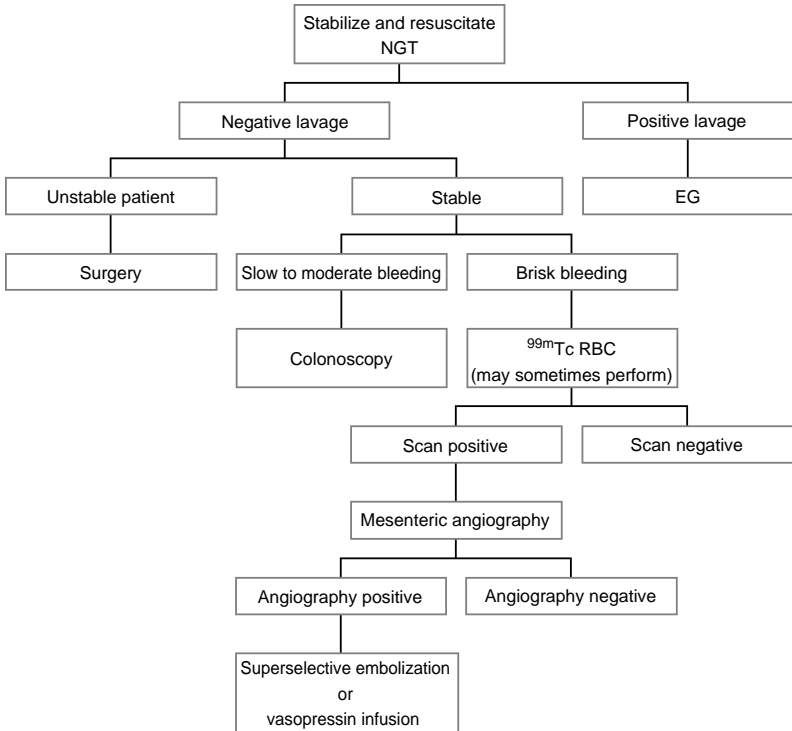 Stabilize and resuscitate
NGT
Negative lavage
Positive lavage
Unstable patient
Stable
EG
Surgery
Slow to moderate bleeding
Brisk bleeding
Colonoscopy
99mTc RBC
(may sometimes perform)
Scan positive
Scan negative
Mesenteric angiography
Angiography positive
Angiography negative
Superselective embolization
or
vasopressin infusion